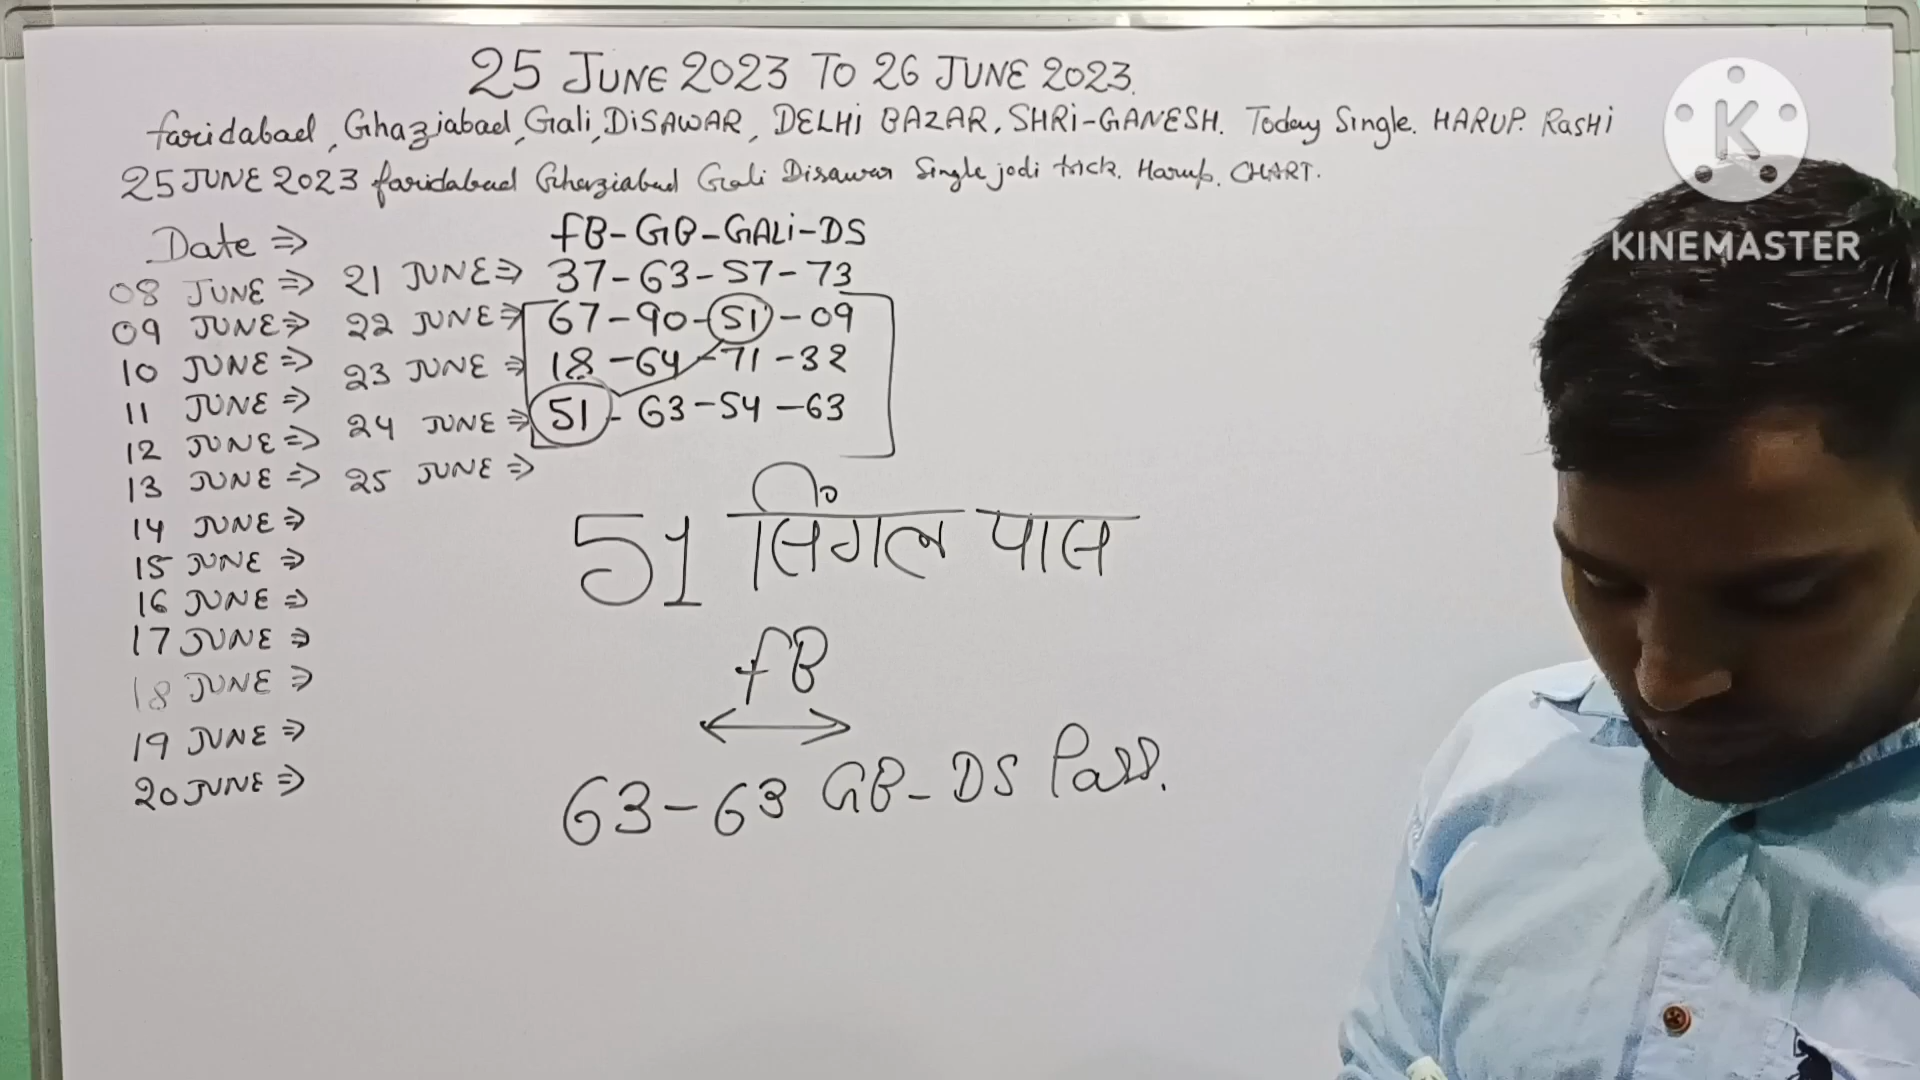 25 JUNE 2023 TO 26 JUNE 2023.
faridabad, Ghaziabad, Gali, DISAWAR, DELHI BAZAR, SHRI-GANESH. Today Single. HARUP. RASHI
25 JUNE 2023 faridabad Ghaziabad Gali Disawar Single jodi trick. Harup. CHART.
Date ⇒ fB-GB-GALI-DS
08 JUNE ⇒ 21 JUNE ⇒ 37-63-57-73
09 JUNE ⇒ 22 JUNE ⇒ 67-90-51-09
10 JUNE ⇒ 23 JUNE ⇒ 18-64-71-32
11 JUNE ⇒ 24 JUNE ⇒ 51-63-54-63
12 JUNE ⇒ 25 JUNE ⇒
13 JUNE ⇒
14 JUNE ⇒
15 JUNE ⇒
16 JUNE ⇒
17 JUNE ⇒
18 JUNE ⇒
19 JUNE ⇒
20 JUNE ⇒
51 सिंगल पास
fB
63-63 GB-DS Pass.
K
KINEMASTER